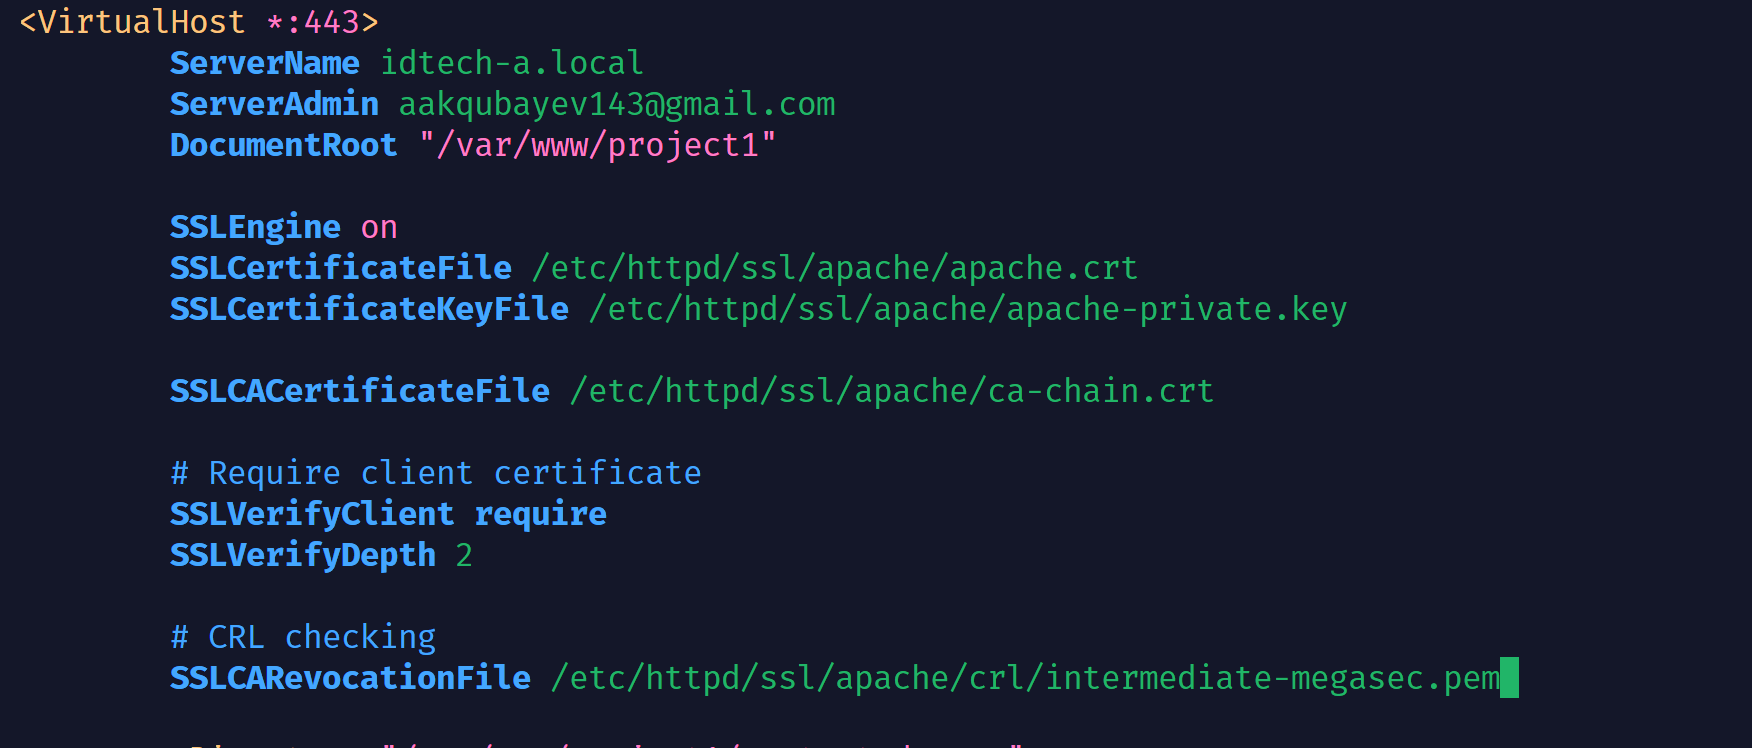 <VirtualHost *:443>
ServerName idtech-a.local
ServerAdmin aakqubayev143@gmail.com
DocumentRoot "/var/www/project1"
SSLEngine on
SSLCertificateFile /etc/httpd/ssl/apache/apache.crt
SSLCertificateKeyFile /etc/httpd/ssl/apache/apache-private.key
SSLCACertificateFile /etc/httpd/ssl/apache/ca-chain.crt
# Require client certificate
SSLVerifyClient require
SSLVerifyDepth 2
# CRL checking
SSLCARevocationFile /etc/httpd/ssl/apache/crl/intermediate-megasec.pem